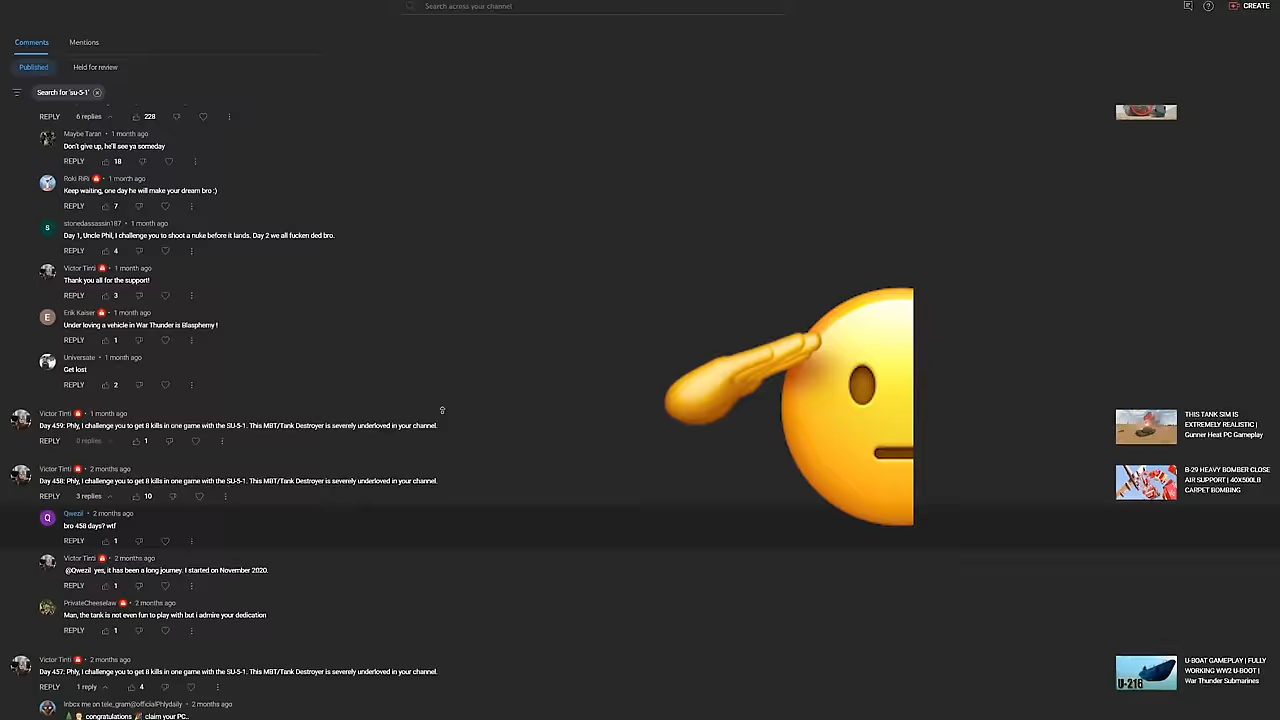 Search across your channel
CREATE
Comments
Mentions
Published
Held for review
Search for 'su-5-1'
REPLY
6 replies
228
Maybe Taran • 1 month ago
Don't give up, he'll see ya someday
REPLY
18
Roki RiRi • 1 month ago
Keep waiting, one day he will make your dream bro :)
REPLY
7
S
stonedassassin187 • 1 month ago
Day 1, Uncle Phil, I challenge you to shoot a nuke before it lands. Day 2 we all fucken ded bro.
REPLY
4
Victor Tinti • 1 month ago
Thank you all for the support!
REPLY
3
E
Erik Kaiser • 1 month ago
Under loving a vehicle in War Thunder is Blasphemy !
REPLY
1
Universate • 1 month ago
Get lost
REPLY
2
Victor Tinti • 1 month ago
Day 459: Phly, I challenge you to get 8 kills in one game with the SU-5-1. This MBT/Tank Destroyer is severely underloved in your channel.
REPLY
0 replies
1
THIS TANK SIM IS
EXTREMELY REALISTIC |
Gunner Heat PC Gameplay
Victor Tinti • 2 months ago
Day 458: Phly, I challenge you to get 8 kills in one game with the SU-5-1. This MBT/Tank Destroyer is severely underloved in your channel.
REPLY
3 replies
10
B-29 HEAVY BOMBER CLOSE
AIR SUPPORT | 40X500LB
CARPET BOMBING
Q
Qwezil • 2 months ago
bro 458 days? wtf
REPLY
1
Victor Tinti • 2 months ago
@Qwezil yes, it has been a long journey. I started on November 2020.
REPLY
1
PrivateCheeselaw • 2 months ago
Man, the tank is not even fun to play with but i admire your dedication
REPLY
1
Victor Tinti • 2 months ago
Day 457: Phly, I challenge you to get 8 kills in one game with the SU-5-1. This MBT/Tank Destroyer is severely underloved in your channel.
REPLY
1 reply
4
U-216
U-BOAT GAMEPLAY | FULLY
WORKING WW2 U-BOOT |
War Thunder Submarines
Inbcx me on tele_gram@officialPhlydaily • 2 months ago
🎄 congratulations 🎉 claim your PC..